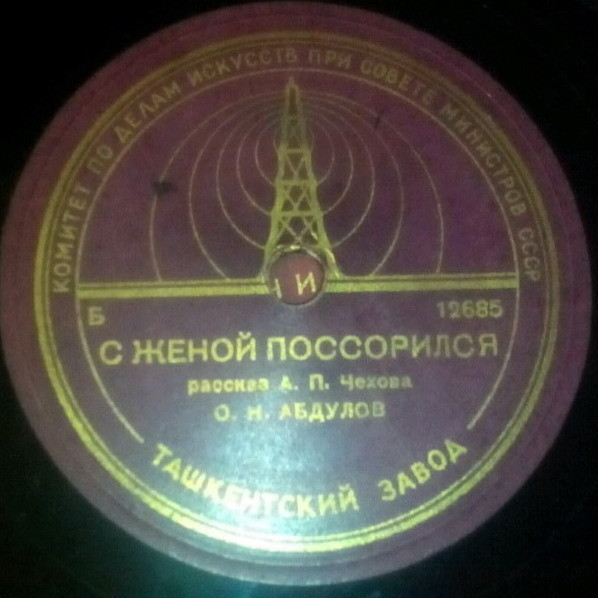 КОМИТЕТ ПО ДЕЛАМ ИСКУССТВ ПРИ СОВЕТЕ МИНИСТРОВ СССР
И
Б 12685
С ЖЕНОЙ ПОССОРИЛСЯ
рассказ А. П. Чехова
О. Н. АБДУЛОВ
ТАШКЕНТСКИЙ ЗАВОД